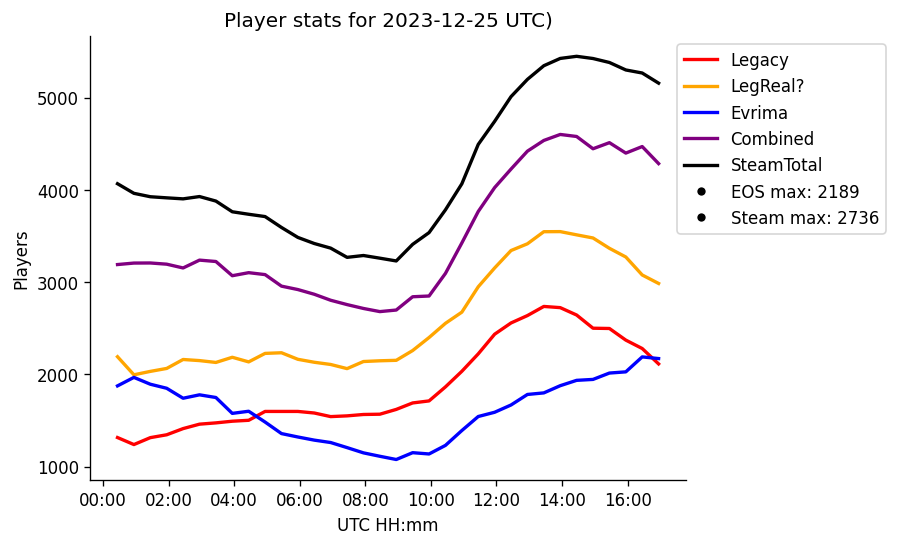 Player stats for 2023-12-25 UTC)
Legacy
LegReal?
Evrima
Combined
SteamTotal
EOS max: 2189
Steam max: 2736
Players
5000
4000
3000
2000
1000
00:00 02:00 04:00 06:00 08:00 10:00 12:00 14:00 16:00
UTC HH:mm